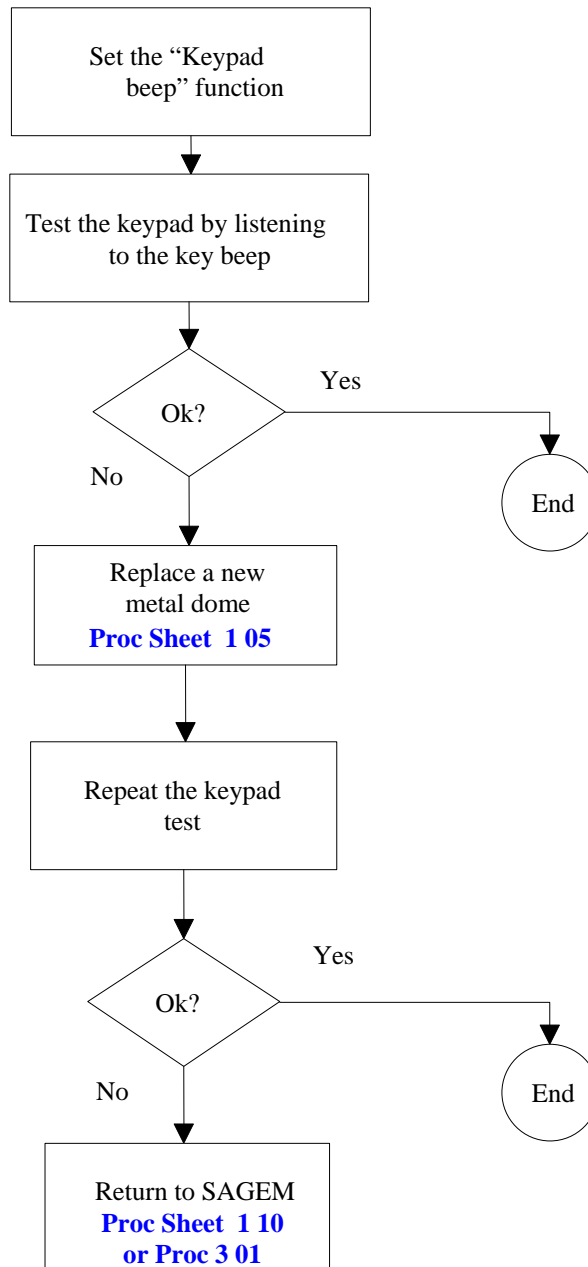 Set the “Keypad
beep” function
Test the keypad by listening
to the key beep
Ok?
Yes
End
No
Replace a new
metal dome
Proc Sheet 1 05
Repeat the keypad
test
Ok?
Yes
End
No
Return to SAGEM
Proc Sheet 1 10
or Proc 3 01